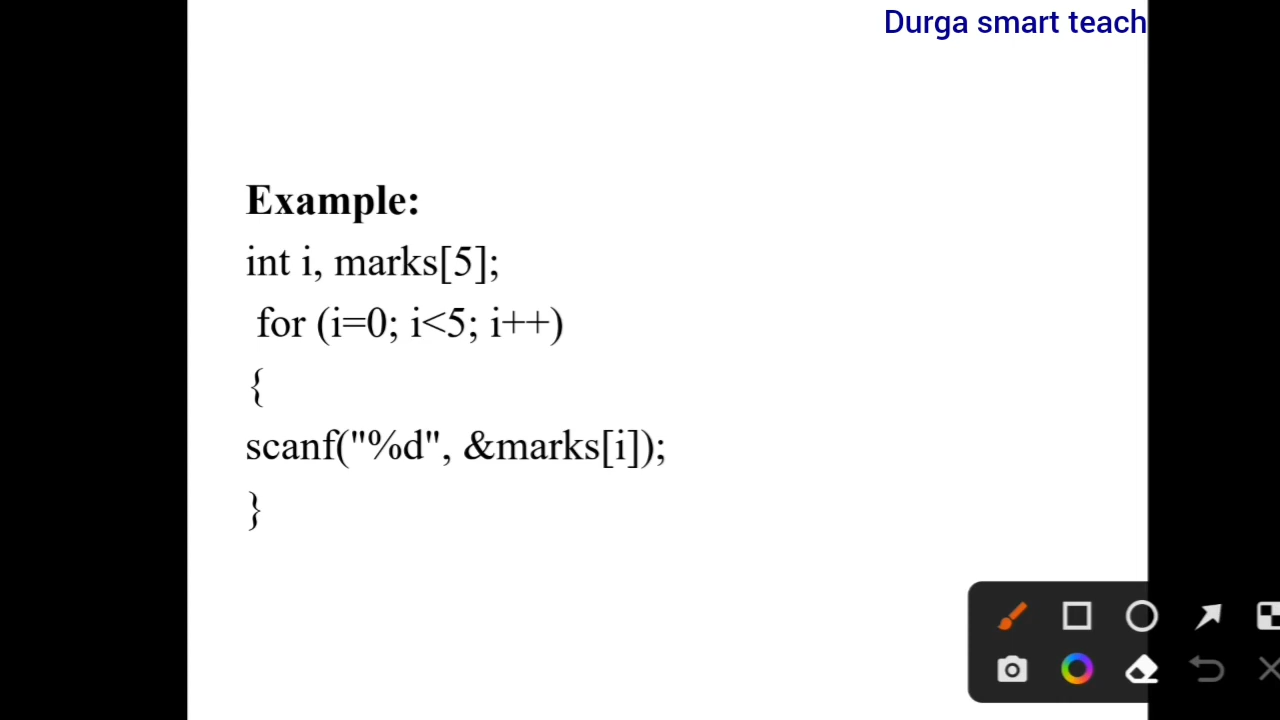 Durga smart teach
Example:
int i, marks[5];
for (i=0; i<5; i++)
{
scanf("%d", &marks[i]);
}